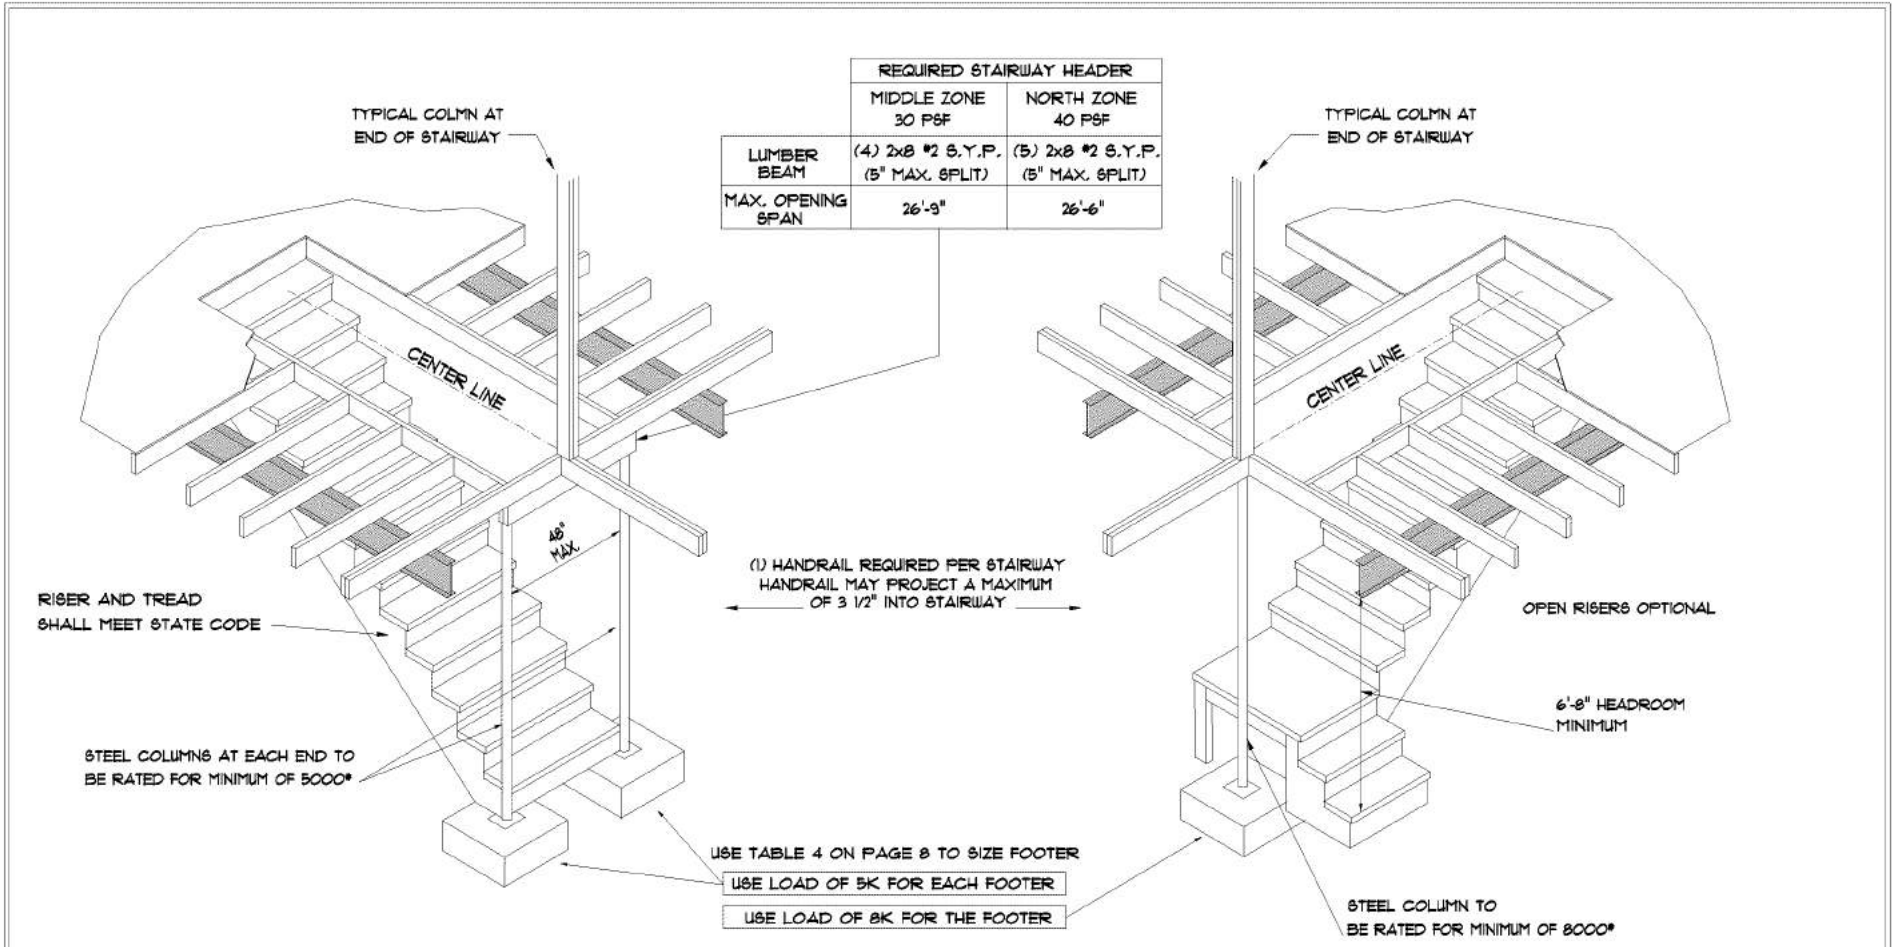 REQUIRED STAIRWAY HEADER
MIDDLE ZONE
30 PSF
NORTH ZONE
40 PSF
LUMBER
BEAM
(4) 2x8 #2 S.Y.P.
(5" MAX. SPLIT)
(5) 2x8 #2 S.Y.P.
(5" MAX. SPLIT)
MAX. OPENING
SPAN
26'-9"
26'-6"
TYPICAL COLMN AT
END OF STAIRWAY
TYPICAL COLMN AT
END OF STAIRWAY
CENTER LINE
CENTER LINE
48"
MAX.
(1) HANDRAIL REQUIRED PER STAIRWAY
HANDRAIL MAY PROJECT A MAXIMUM
OF 3 1/2" INTO STAIRWAY
RISER AND TREAD
SHALL MEET STATE CODE
OPEN RISERS OPTIONAL
6'-8" HEADROOM
MINIMUM
STEEL COLUMNS AT EACH END TO
BE RATED FOR MINIMUM OF 5000#
USE TABLE 4 ON PAGE 8 TO SIZE FOOTER
USE LOAD OF 5K FOR EACH FOOTER
USE LOAD OF 8K FOR THE FOOTER
STEEL COLUMN TO
BE RATED FOR MINIMUM OF 8000#